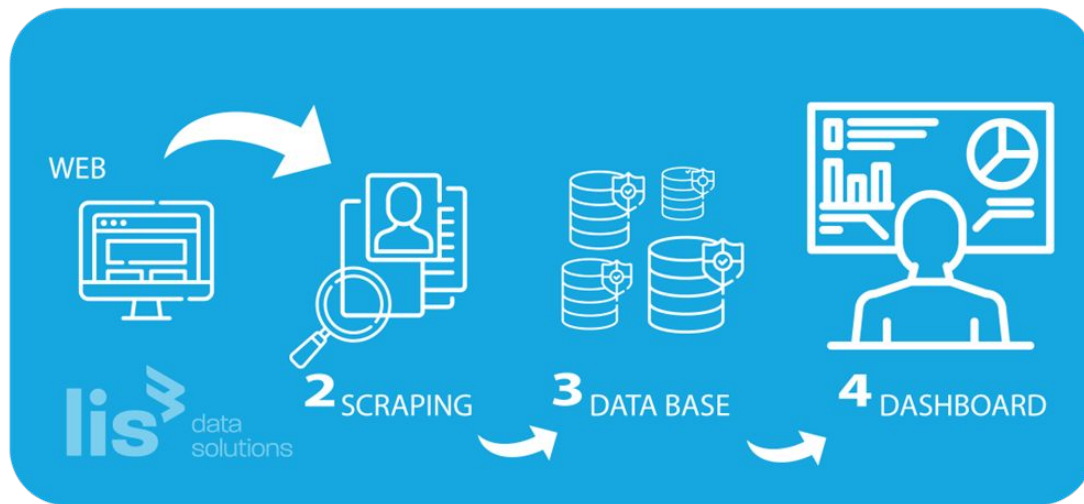 WEB
2 SCRAPING
3 DATA BASE
4 DASHBOARD
lis data
solutions